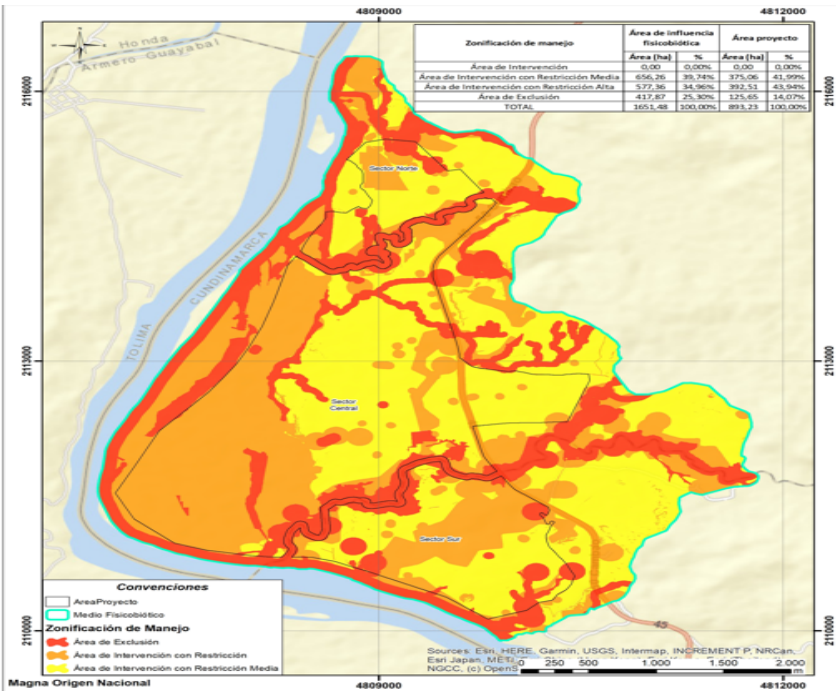 4809000 4812000
Honda
Armero Guayabal
Zonificación de manejo Área de influencia fisicobiótica Área proyecto
Área (ha) % Área (ha) %
Área de Intervención 0,00 0,00% 0,00 0,00%
Área de Intervención con Restricción Media 656,26 39,74% 375,06 41,99%
Área de Intervención con Restricción Alta 577,36 34,96% 392,51 43,94%
Área de Exclusión 417,87 25,30% 125,65 14,07%
TOTAL 1651,48 100,00% 893,23 100,00%
2116000 2116000
Sector Norte
CUNDINAMARCA
TOLIMA
2113000 2113000
Sector
Central
Sector Sur
Convenciones
AreaProyecto
Medio Fisicobiótico
Zonificación de Manejo
Área de Exclusión
Área de Intervención con Restricción
Área de Intervención con Restricción Media
2110000 2110000
45
Sources: Esri, HERE, Garmin, USGS, Intermap, INCREMENT P, NRCan,
Esri Japan, METI,
NGCC, (c) OpenS
0 250 500 1.000 1.500 2.000
m
Magna Origen Nacional
4809000 4812000